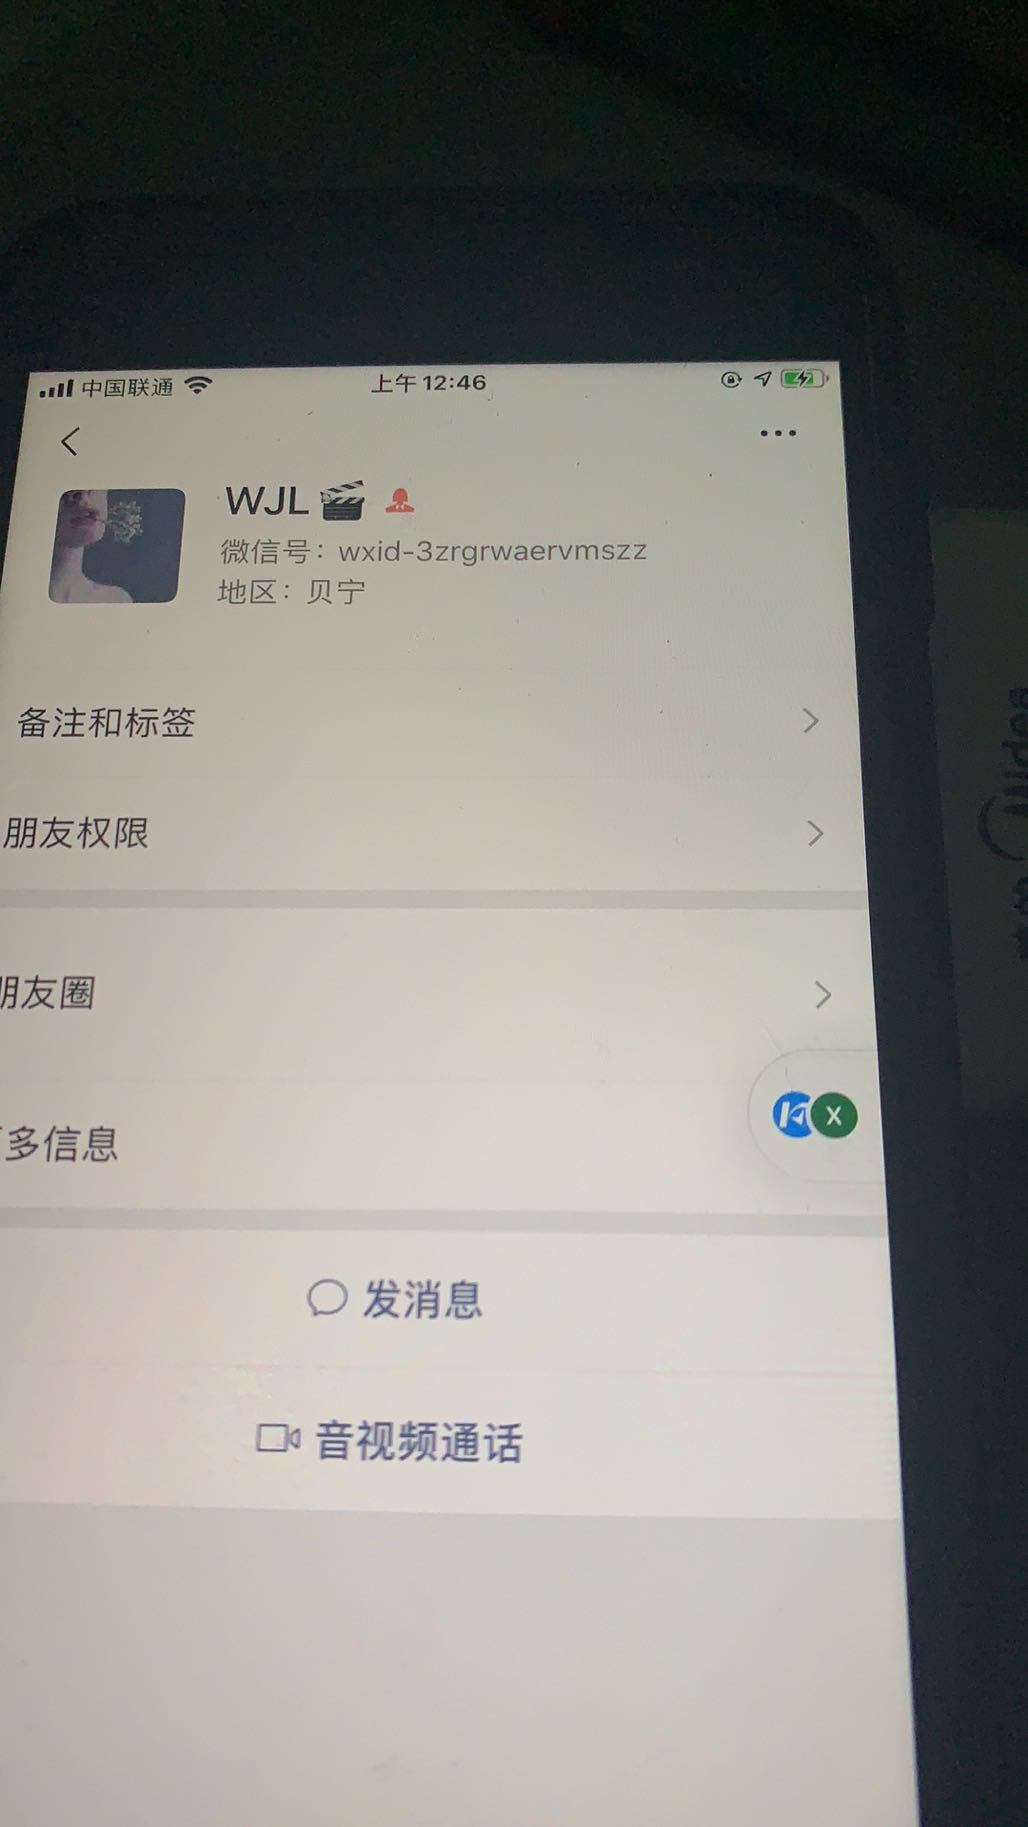 中国联通 上午12:46
WJL
微信号：wxid-3zrgrwaervmszz
地区：贝宁
备注和标签
朋友权限
朋友圈
多信息
X
发消息
音视频通话
Midea